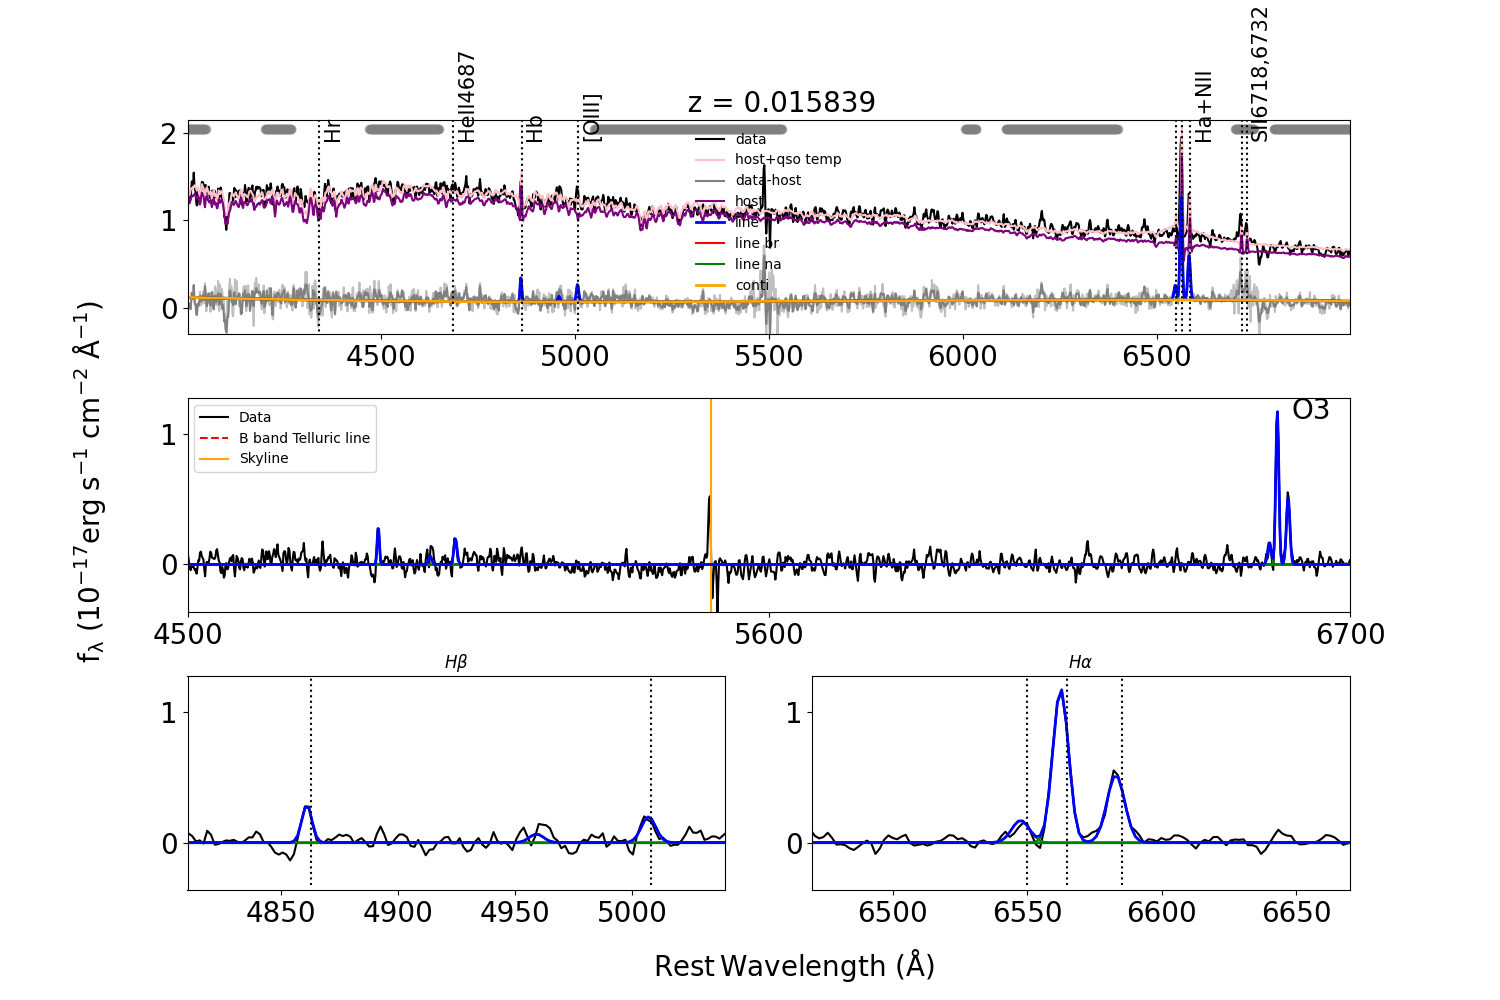 z = 0.015839
Hr
HeII4687
Hb
[OIII]
Ha+NII
SII6718,6732
data
host+qso temp
data-host
host
line
line br
line na
conti
2
1
0
4500
5000
5500
6000
6500
fλ (10⁻¹⁷erg s⁻¹ cm⁻² Å⁻¹)
Data
B band Telluric line
Skyline
O3
1
0
4500
5600
6700
Hβ
1
0
4850
4900
4950
5000
Hα
1
0
6500
6550
6600
6650
Rest Wavelength (Å)